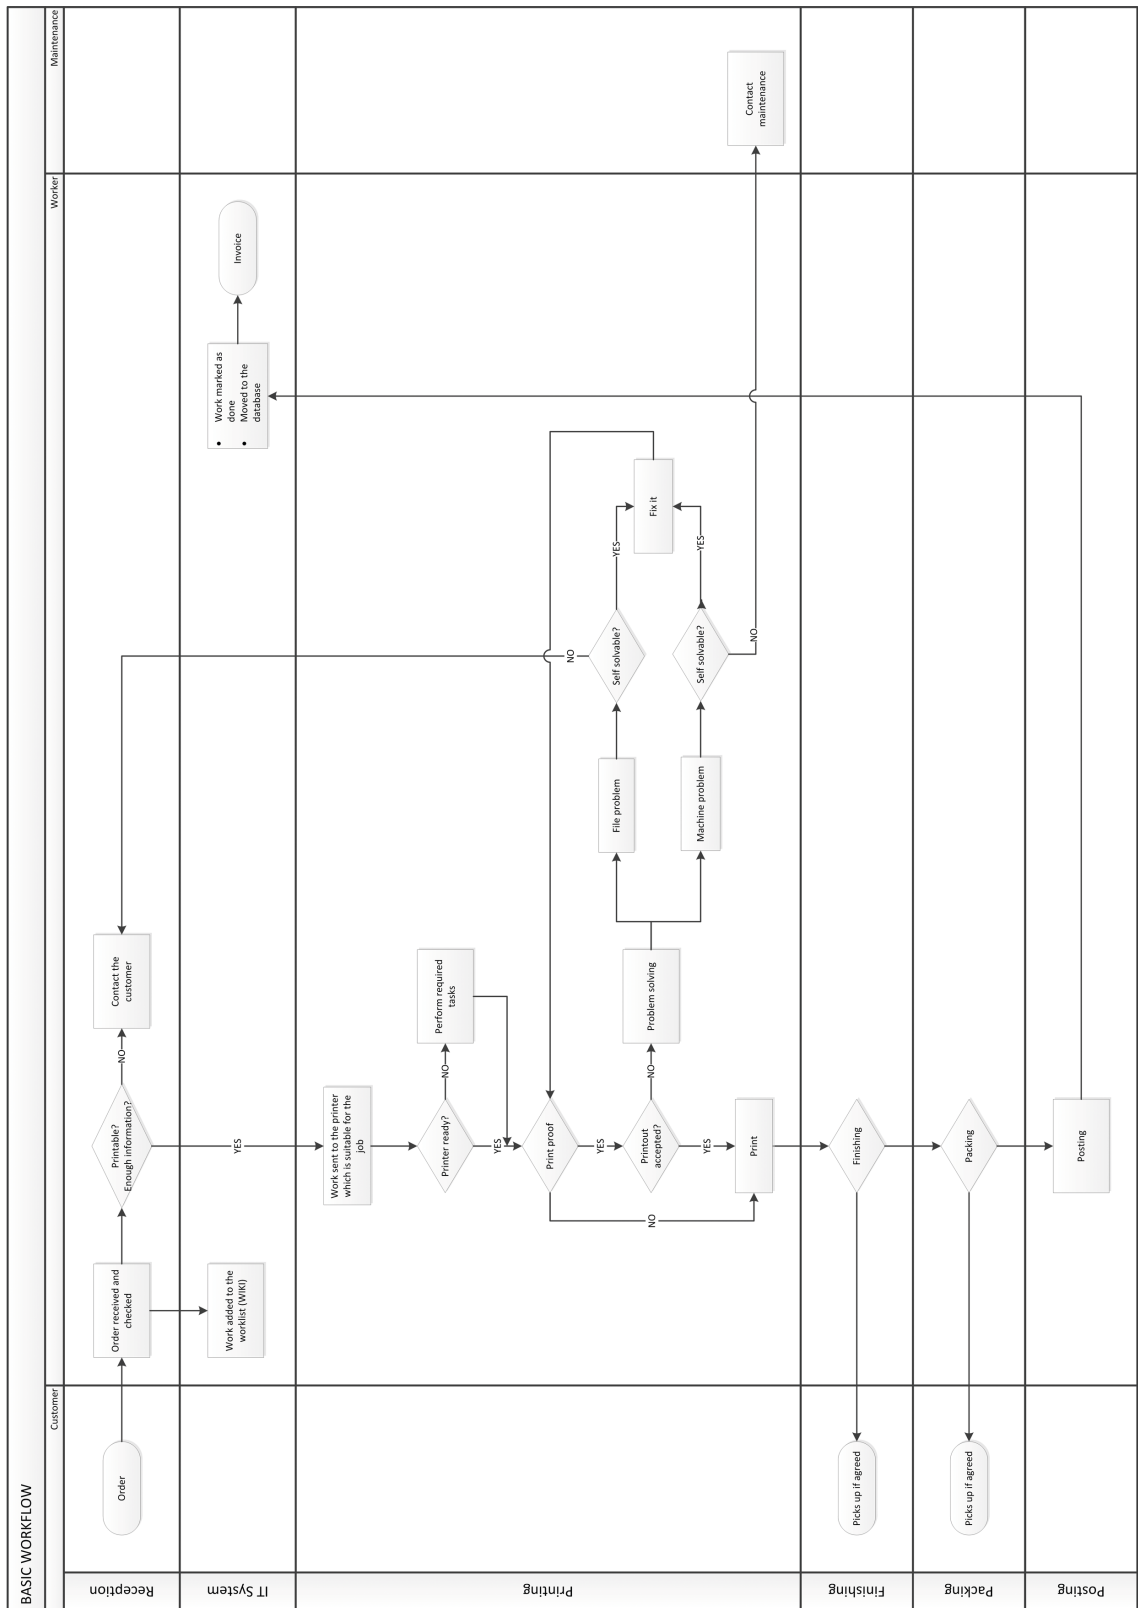 BASIC WORKFLOW
Customer
Worker
Maintenance
Reception
Order
Order received and
checked
Printable?
Enough information?
NO
Contact the
customer
YES
IT System
Work added to the
worklist (WIKI)
• Work marked as
done
• Moved to the
database
Invoice
Printing
Work sent to the printer
which is suitable for the
job
Printer ready?
NO
Perform required
tasks
YES
Print proof
YES
NO
Printout
accepted?
NO
Problem solving
File problem
Self solvable?
NO
YES
Machine problem
Self solvable?
YES
NO
Fix it
YES
Print
Contact
maintenance
Finishing
Picks up if agreed
Finishing
Packing
Picks up if agreed
Packing
Posting
Posting